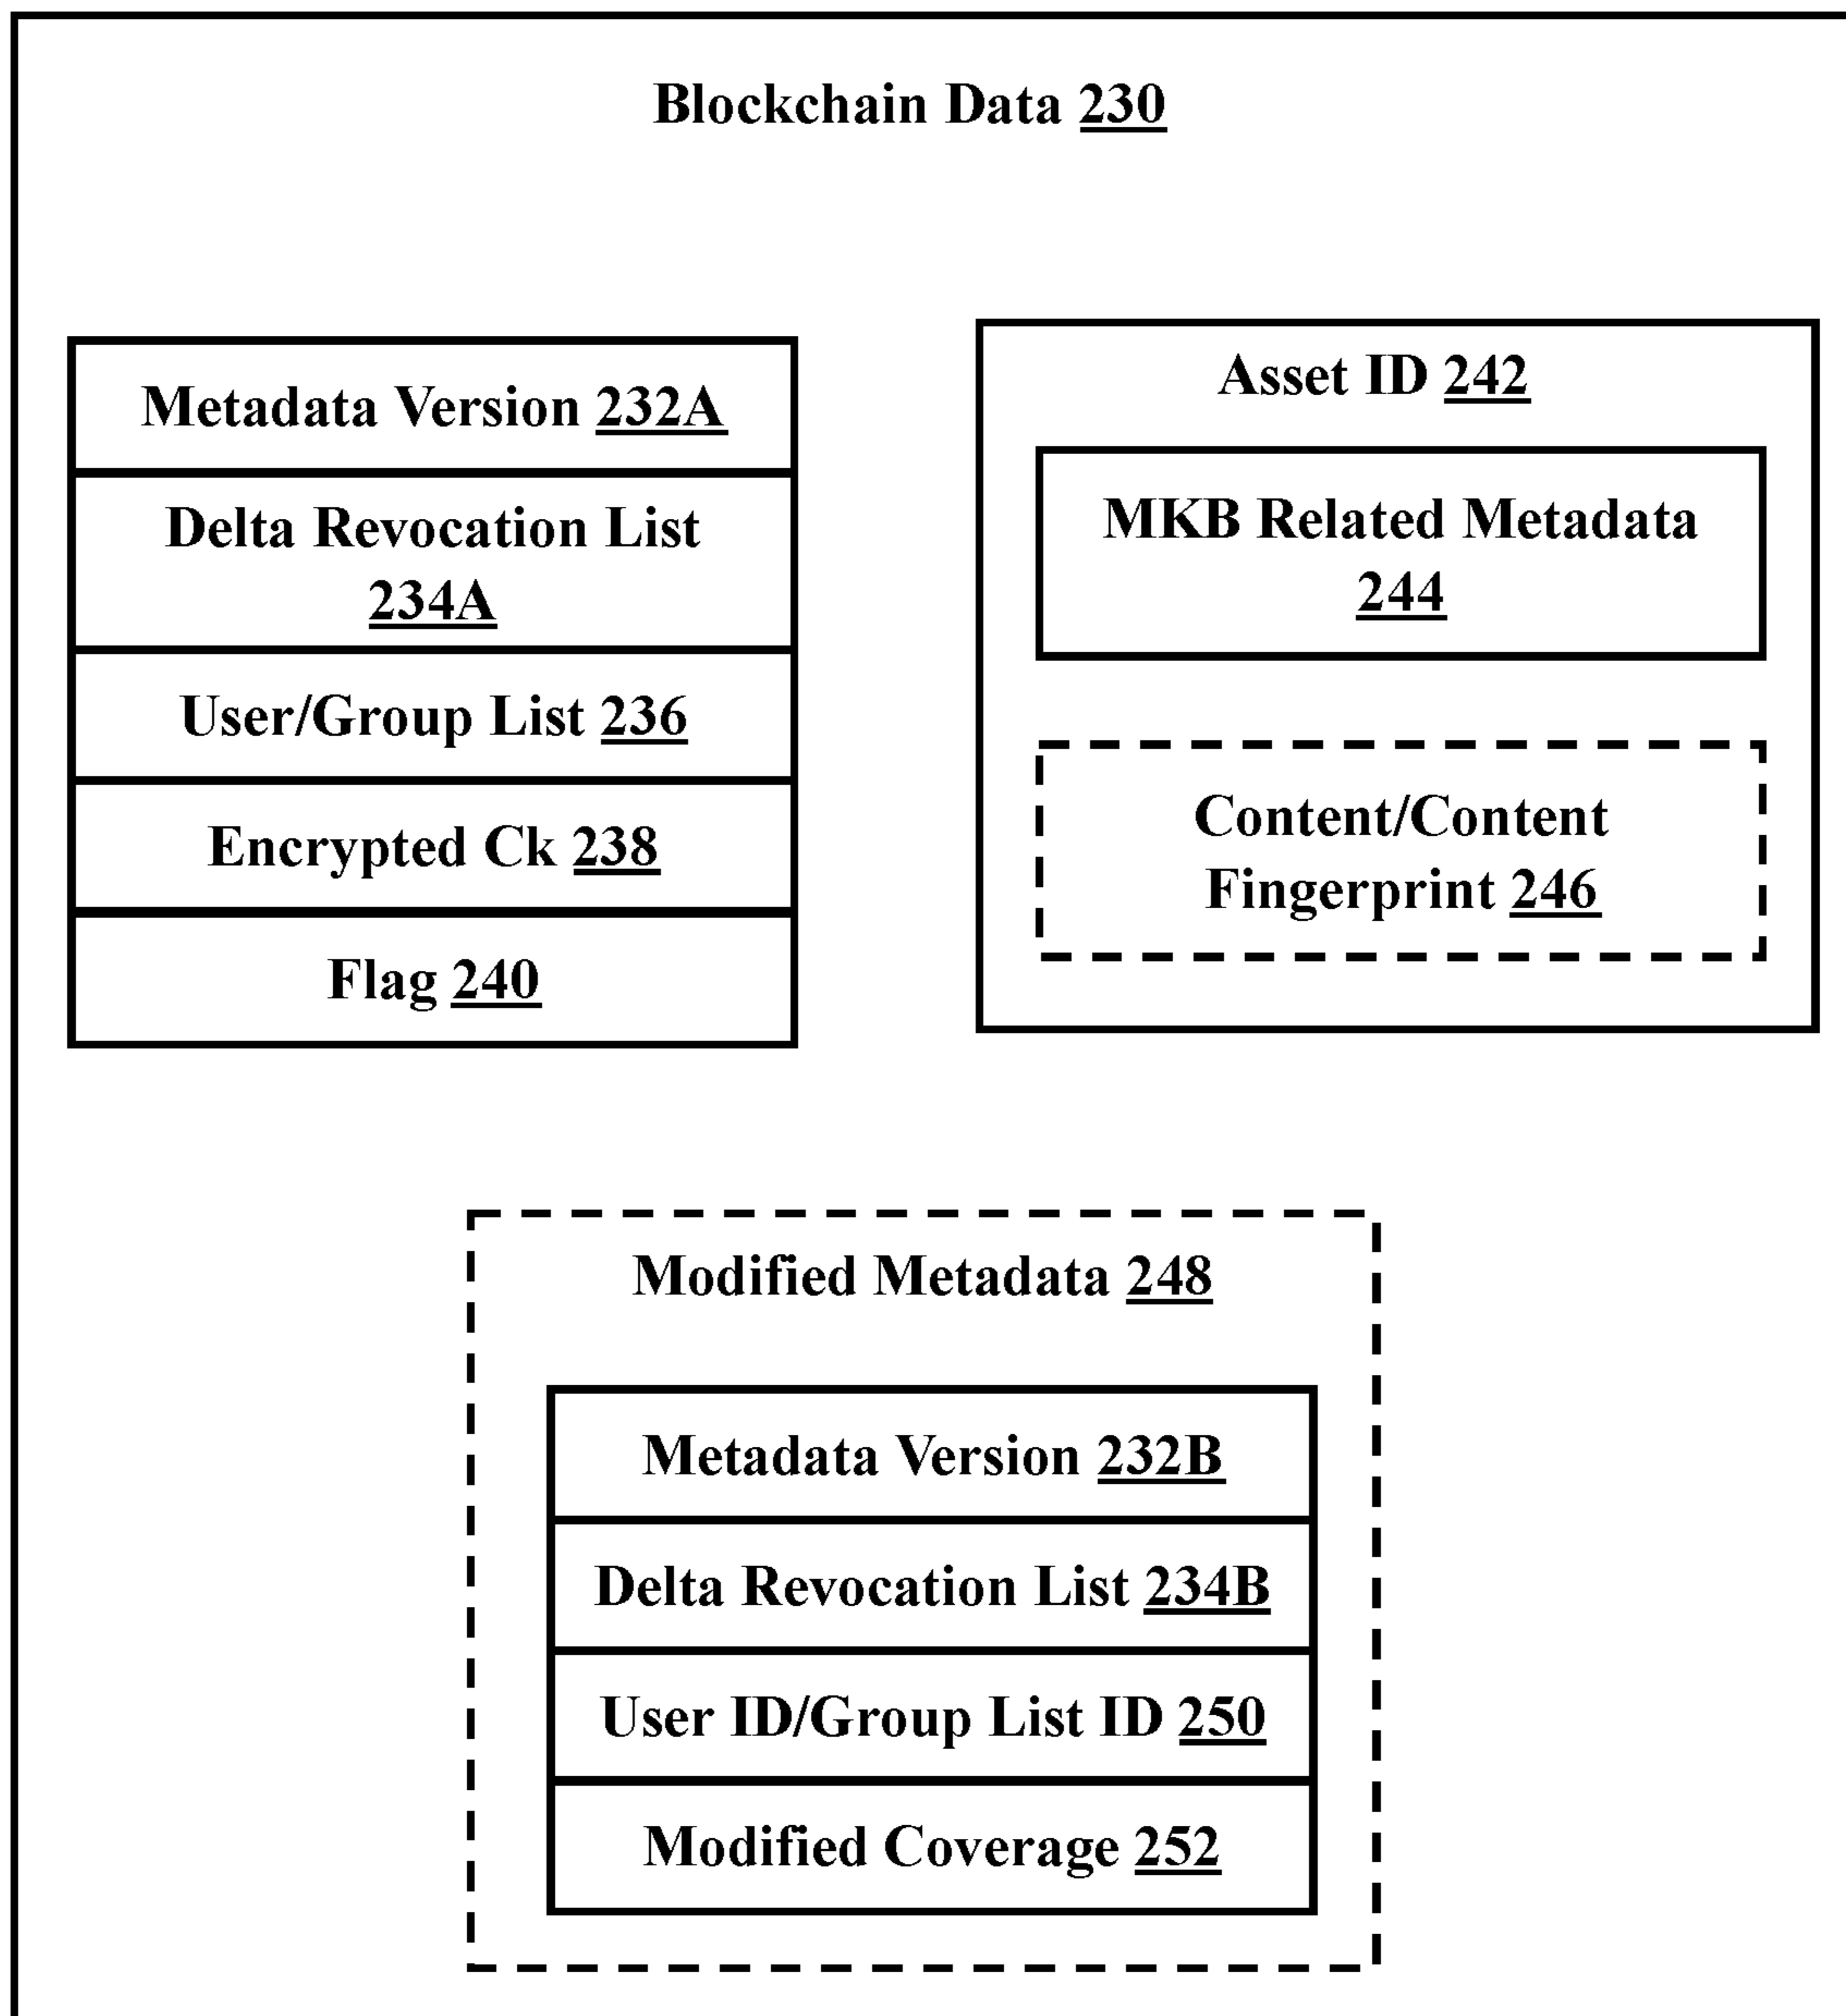 Blockchain Data 230
Metadata Version 232A
Delta Revocation List
234A
User/Group List 236
Encrypted Ck 238
Flag 240
Asset ID 242
MKB Related Metadata
244
Content/Content
Fingerprint 246
Modified Metadata 248
Metadata Version 232B
Delta Revocation List 234B
User ID/Group List ID 250
Modified Coverage 252